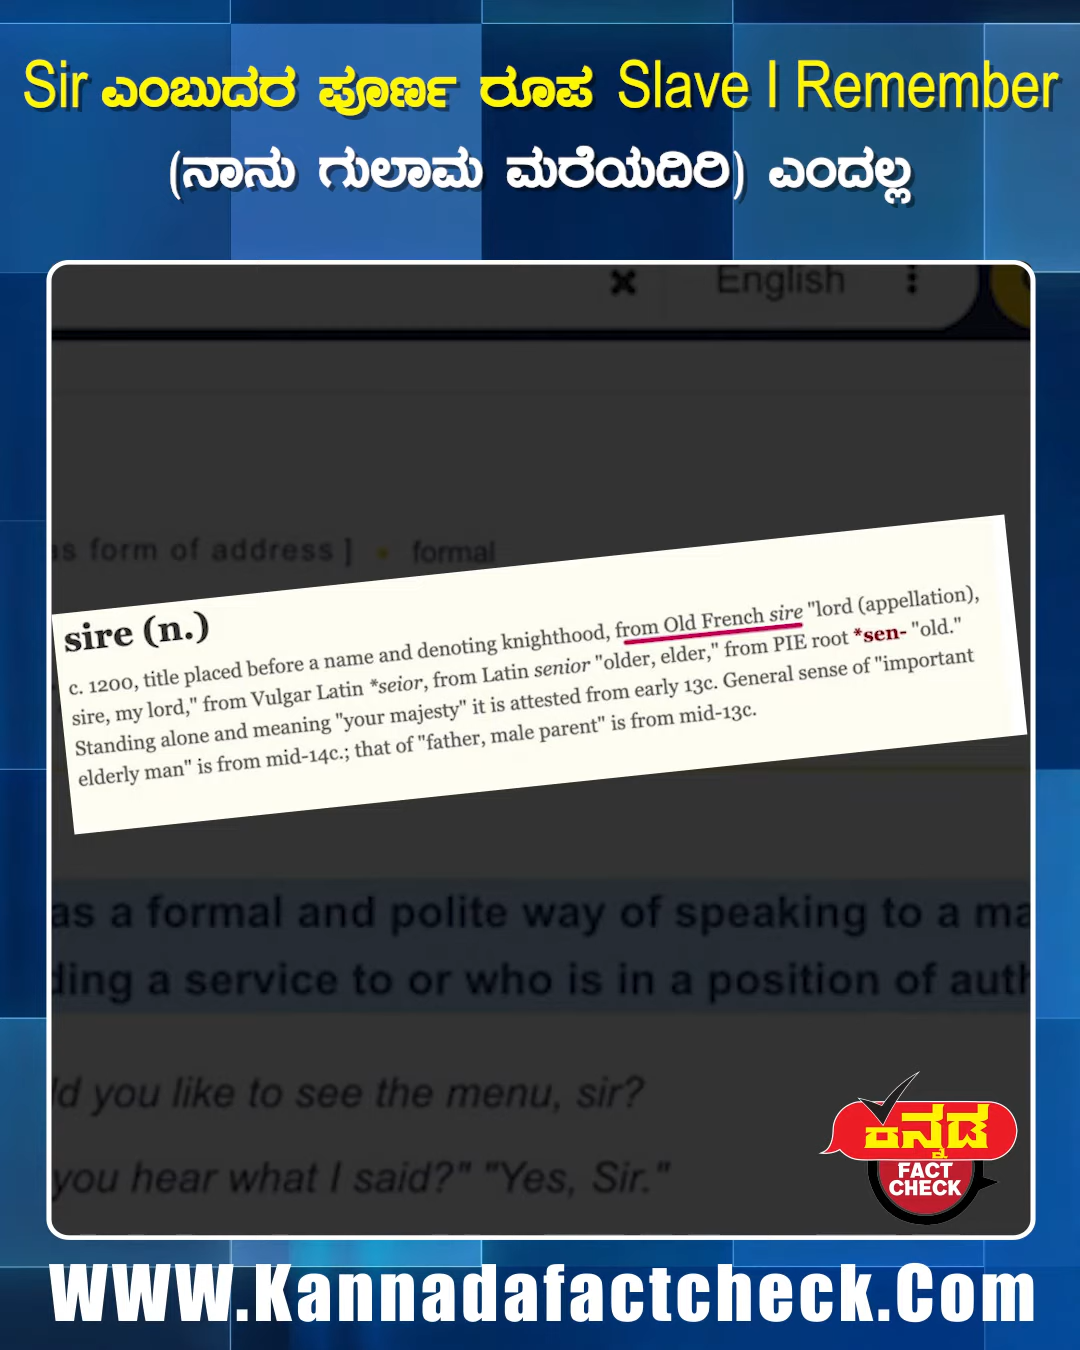 Sir ಎಂಬುದರ ಪೂರ್ಣ ರೂಪ Slave I Remember
(ನಾನು ಗುಲಾಮ ಮರೆಯದಿರಿ) ಎಂದಲ್ಲ
English
as form of address ] • formal
sire (n.)
c. 1200, title placed before a name and denoting knighthood, from Old French sire "lord (appellation),
sire, my lord," from Vulgar Latin *seior, from Latin senior "older, elder," from PIE root *sen- "old."
Standing alone and meaning "your majesty" it is attested from early 13c. General sense of "important
elderly man" is from mid-14c.; that of "father, male parent" is from mid-13c.
as a formal and polite way of speaking to a ma
ding a service to or who is in a position of auth
ld you like to see the menu, sir?
you hear what I said?" "Yes, Sir."
ಕನ್ನಡ
FACT
CHECK
WWW.Kannadafactcheck.Com